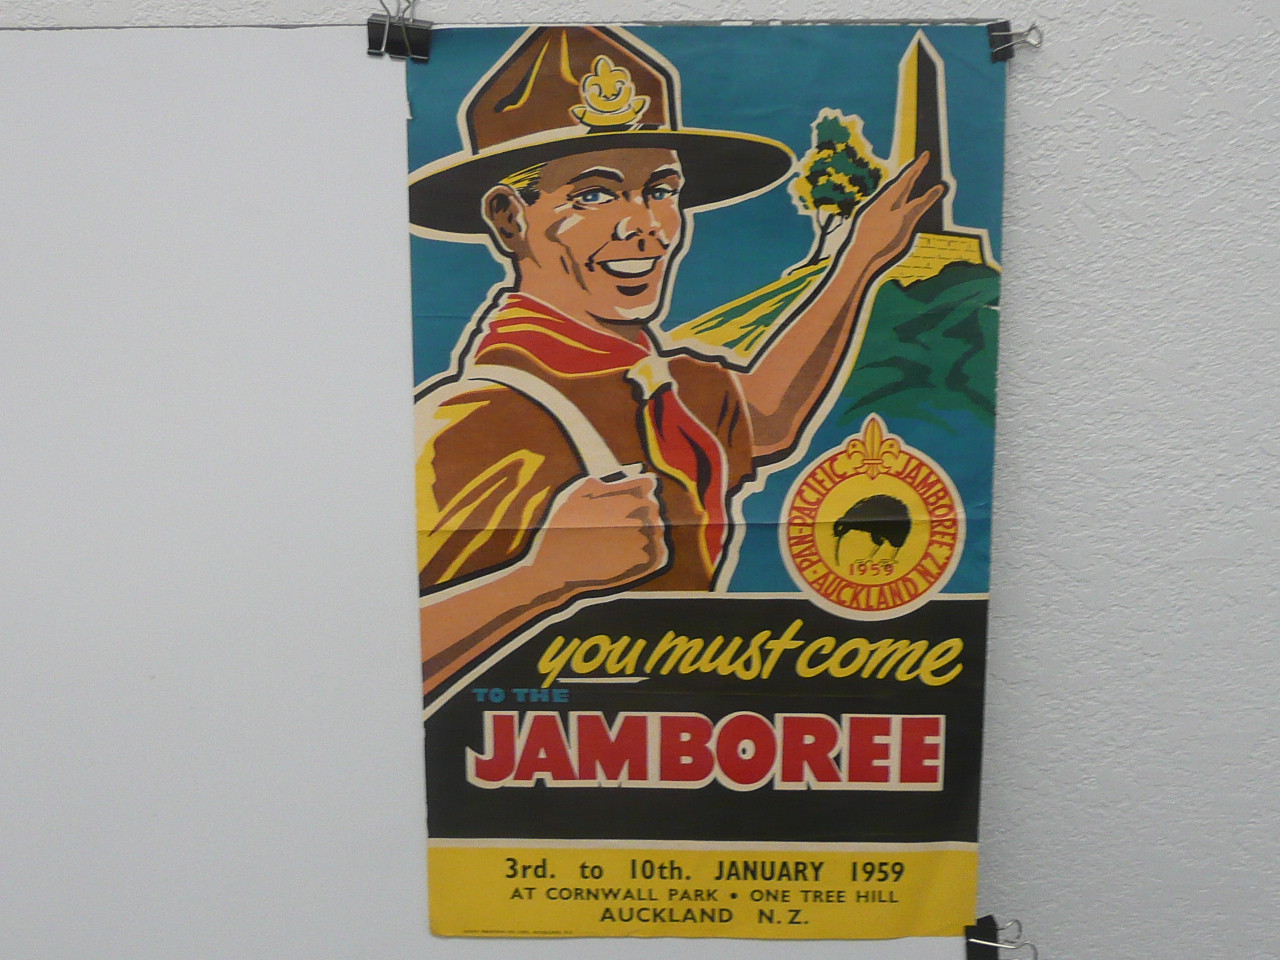 PAN-PACIFIC JAMBOREE
AUCKLAND N.Z.
1959
you must come
TO THE
JAMBOREE
3rd. to 10th. JANUARY 1959
AT CORNWALL PARK • ONE TREE HILL
AUCKLAND N.Z.